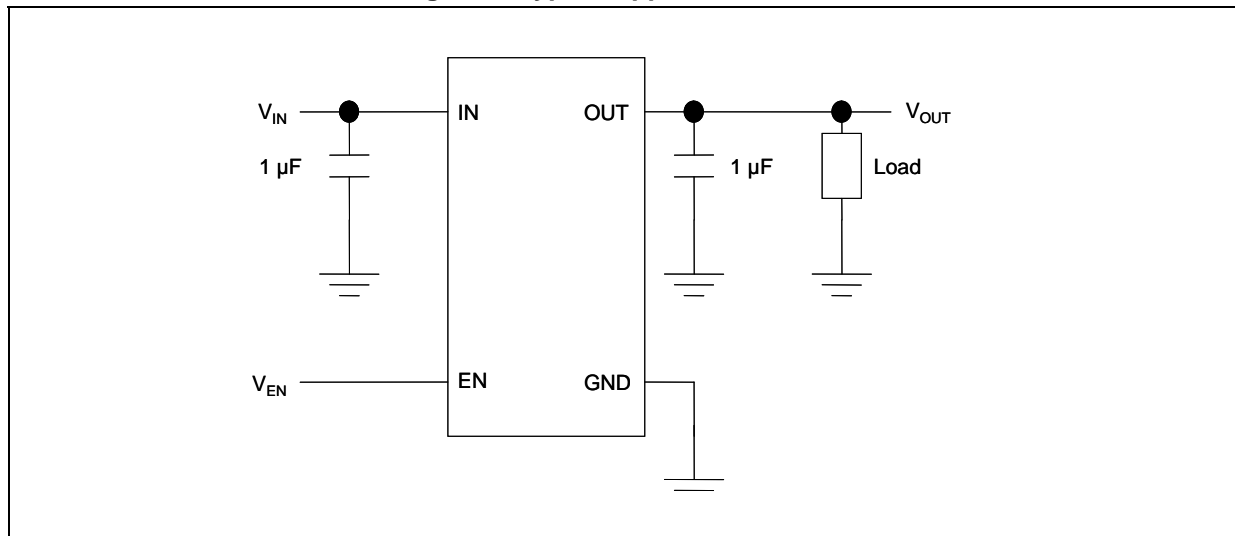 V_IN IN OUT V_OUT
1 µF 1 µF Load
V_EN EN GND